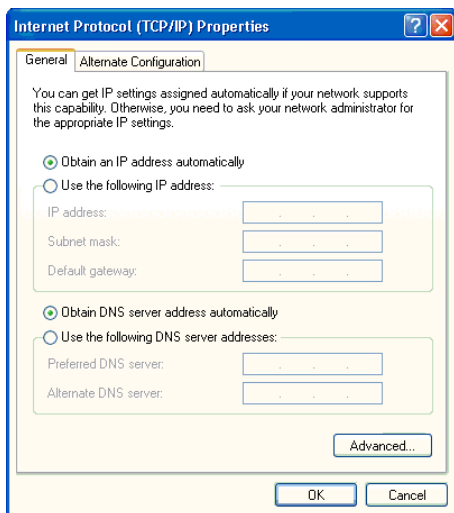 Internet Protocol (TCP/IP) Properties
General
Alternate Configuration
You can get IP settings assigned automatically if your network supports
this capability. Otherwise, you need to ask your network administrator for
the appropriate IP settings.
Obtain an IP address automatically
Use the following IP address:
IP address:
Subnet mask:
Default gateway:
Obtain DNS server address automatically
Use the following DNS server addresses:
Preferred DNS server:
Alternate DNS server:
Advanced...
OK
Cancel